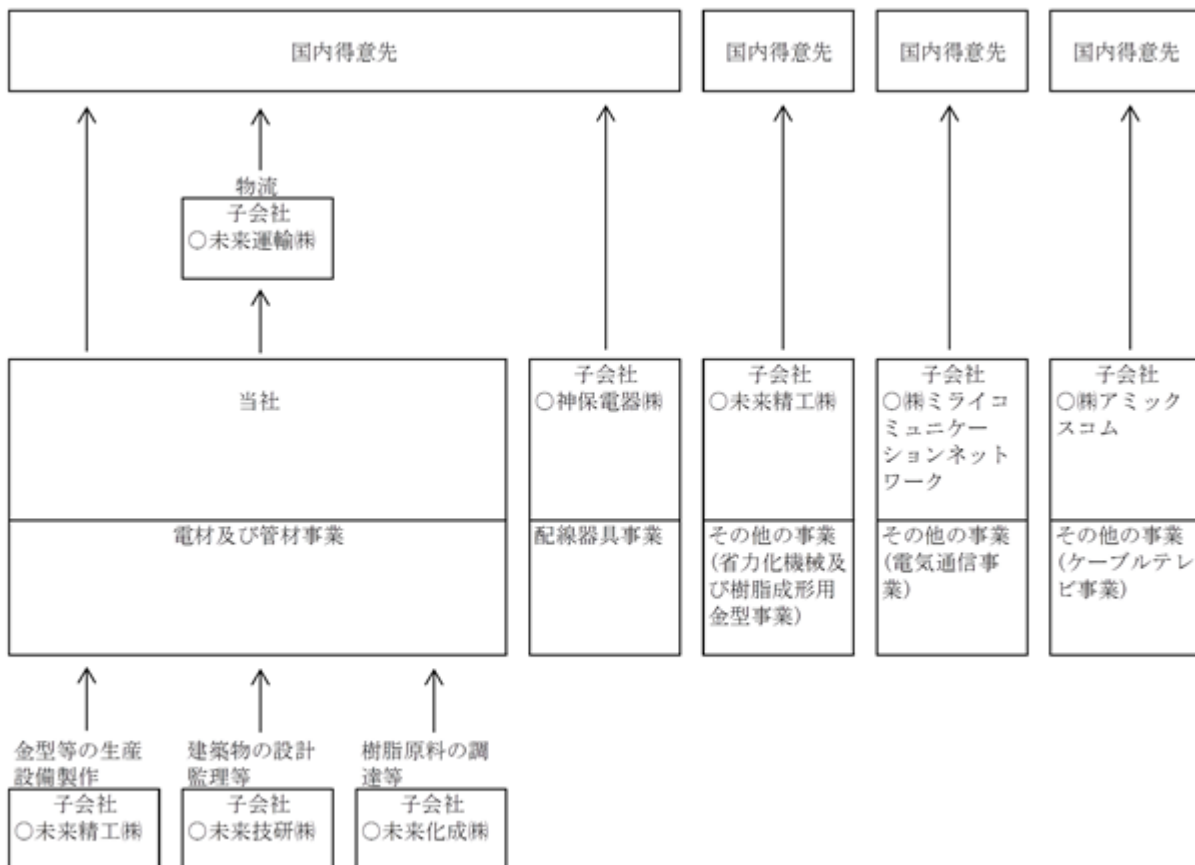 国内得意先
国内得意先
国内得意先
国内得意先
物流
子会社
○未来運輸㈱
当社
電材及び管材事業
子会社
○神保電器㈱
配線器具事業
子会社
○未来精工㈱
その他の事業
(省力化機械及
び樹脂成形用
金型事業)
子会社
○㈱ミライコ
ミュニケー
ションネット
ワーク
その他の事業
(電気通信事
業)
子会社
○㈱アミック
スコム
その他の事業
(ケーブルテレ
ビ事業)
金型等の生産
設備製作
子会社
○未来精工㈱
建築物の設計
監理等
子会社
○未来技研㈱
樹脂原料の調
達等
子会社
○未来化成㈱